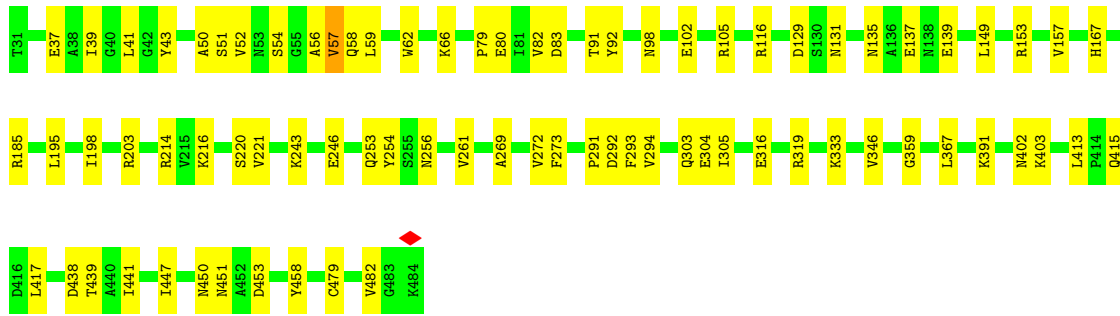 T31 E37 A38 I39 G40 L41 G42 Y43 A50 S51 V52 N53 S54 G55 A56 V57 Q58 L59 W62 K66 P79 E80 I81 V82 D83 T91 Y92 N98 E102 R105 R116 D129 S130 N131 N135 A136 E137 N138 E139 L149 R153 V157 H167
R185 L195 I198 R203 R214 V215 K216 S220 V221 K243 E246 Q253 Y254 S255 N256 V261 A269 V272 F273 P291 D292 F293 V294 Q303 E304 I305 E316 R319 K333 V346 G359 L367 K391 N402 K403 L413 P414 Q415
D416 L417 D438 T439 A440 I441 I447 N450 N451 A452 D453 Y458 C479 V482 G483 K484